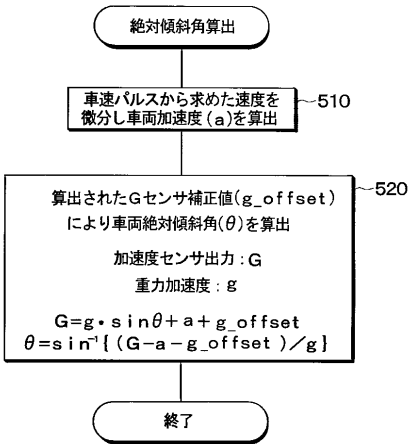 絶対傾斜角算出
車速パルスから求めた速度を
微分し車両加速度(a)を算出
510
算出されたGセンサ補正値(g_offset)
により車両絶対傾斜角(θ)を算出
加速度センサ出力:G
重力加速度:g
G=g・sinθ+a+g_offset
θ=sin⁻¹{(G-a-g_offset)/g}
520
終了